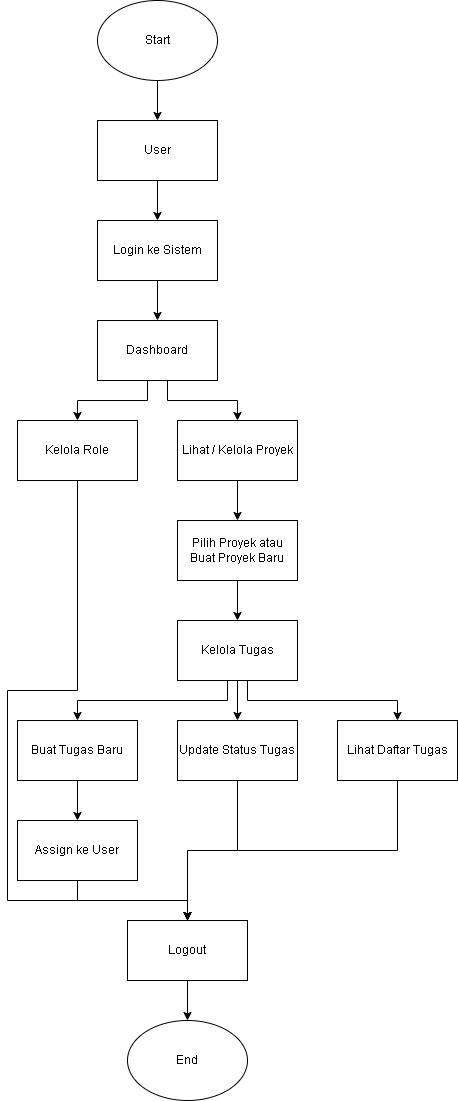 Start
User
Login ke Sistem
Dashboard
Kelola Role
Lihat / Kelola Proyek
Pilih Proyek atau
Buat Proyek Baru
Kelola Tugas
Buat Tugas Baru
Update Status Tugas
Lihat Daftar Tugas
Assign ke User
Logout
End